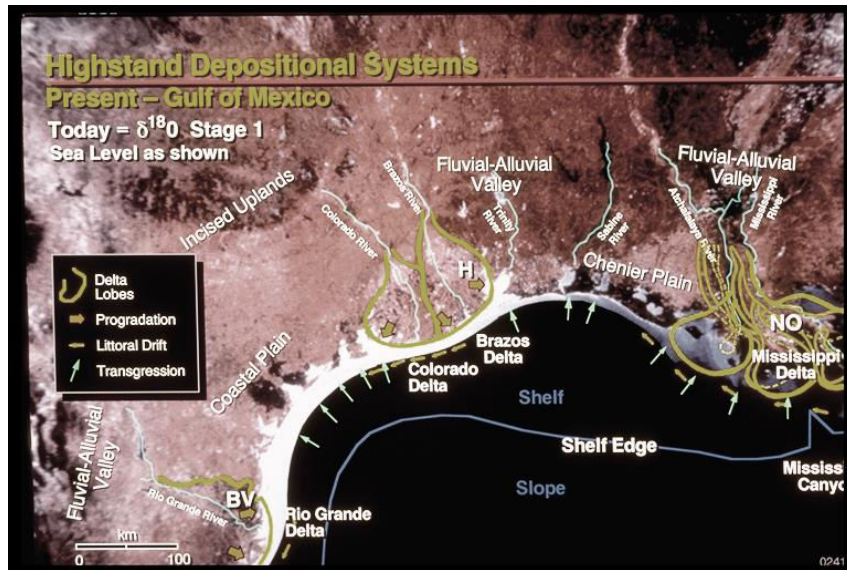 Highstand Depositional Systems
Present – Gulf of Mexico
Today = δ18O Stage 1
Sea Level as shown
Incised Uplands
Colorado River
Brazos River
Fluvial-Alluvial
Valley
Trinity
River
Sabine
River
Fluvial-Alluvial
Valley
Atchafalaya River
Mississippi
River
Chenier Plain
H
NO
Delta
Lobes
Progradation
Littoral Drift
Transgression
Coastal Plain
Brazos
Delta
Colorado
Delta
Mississippi
Delta
Shelf
Shelf Edge
Slope
Mississi
Canyo
Fluvial-Alluvial
Valley
Rio Grande River
BV
Rio Grande
Delta
km
0 100
0241